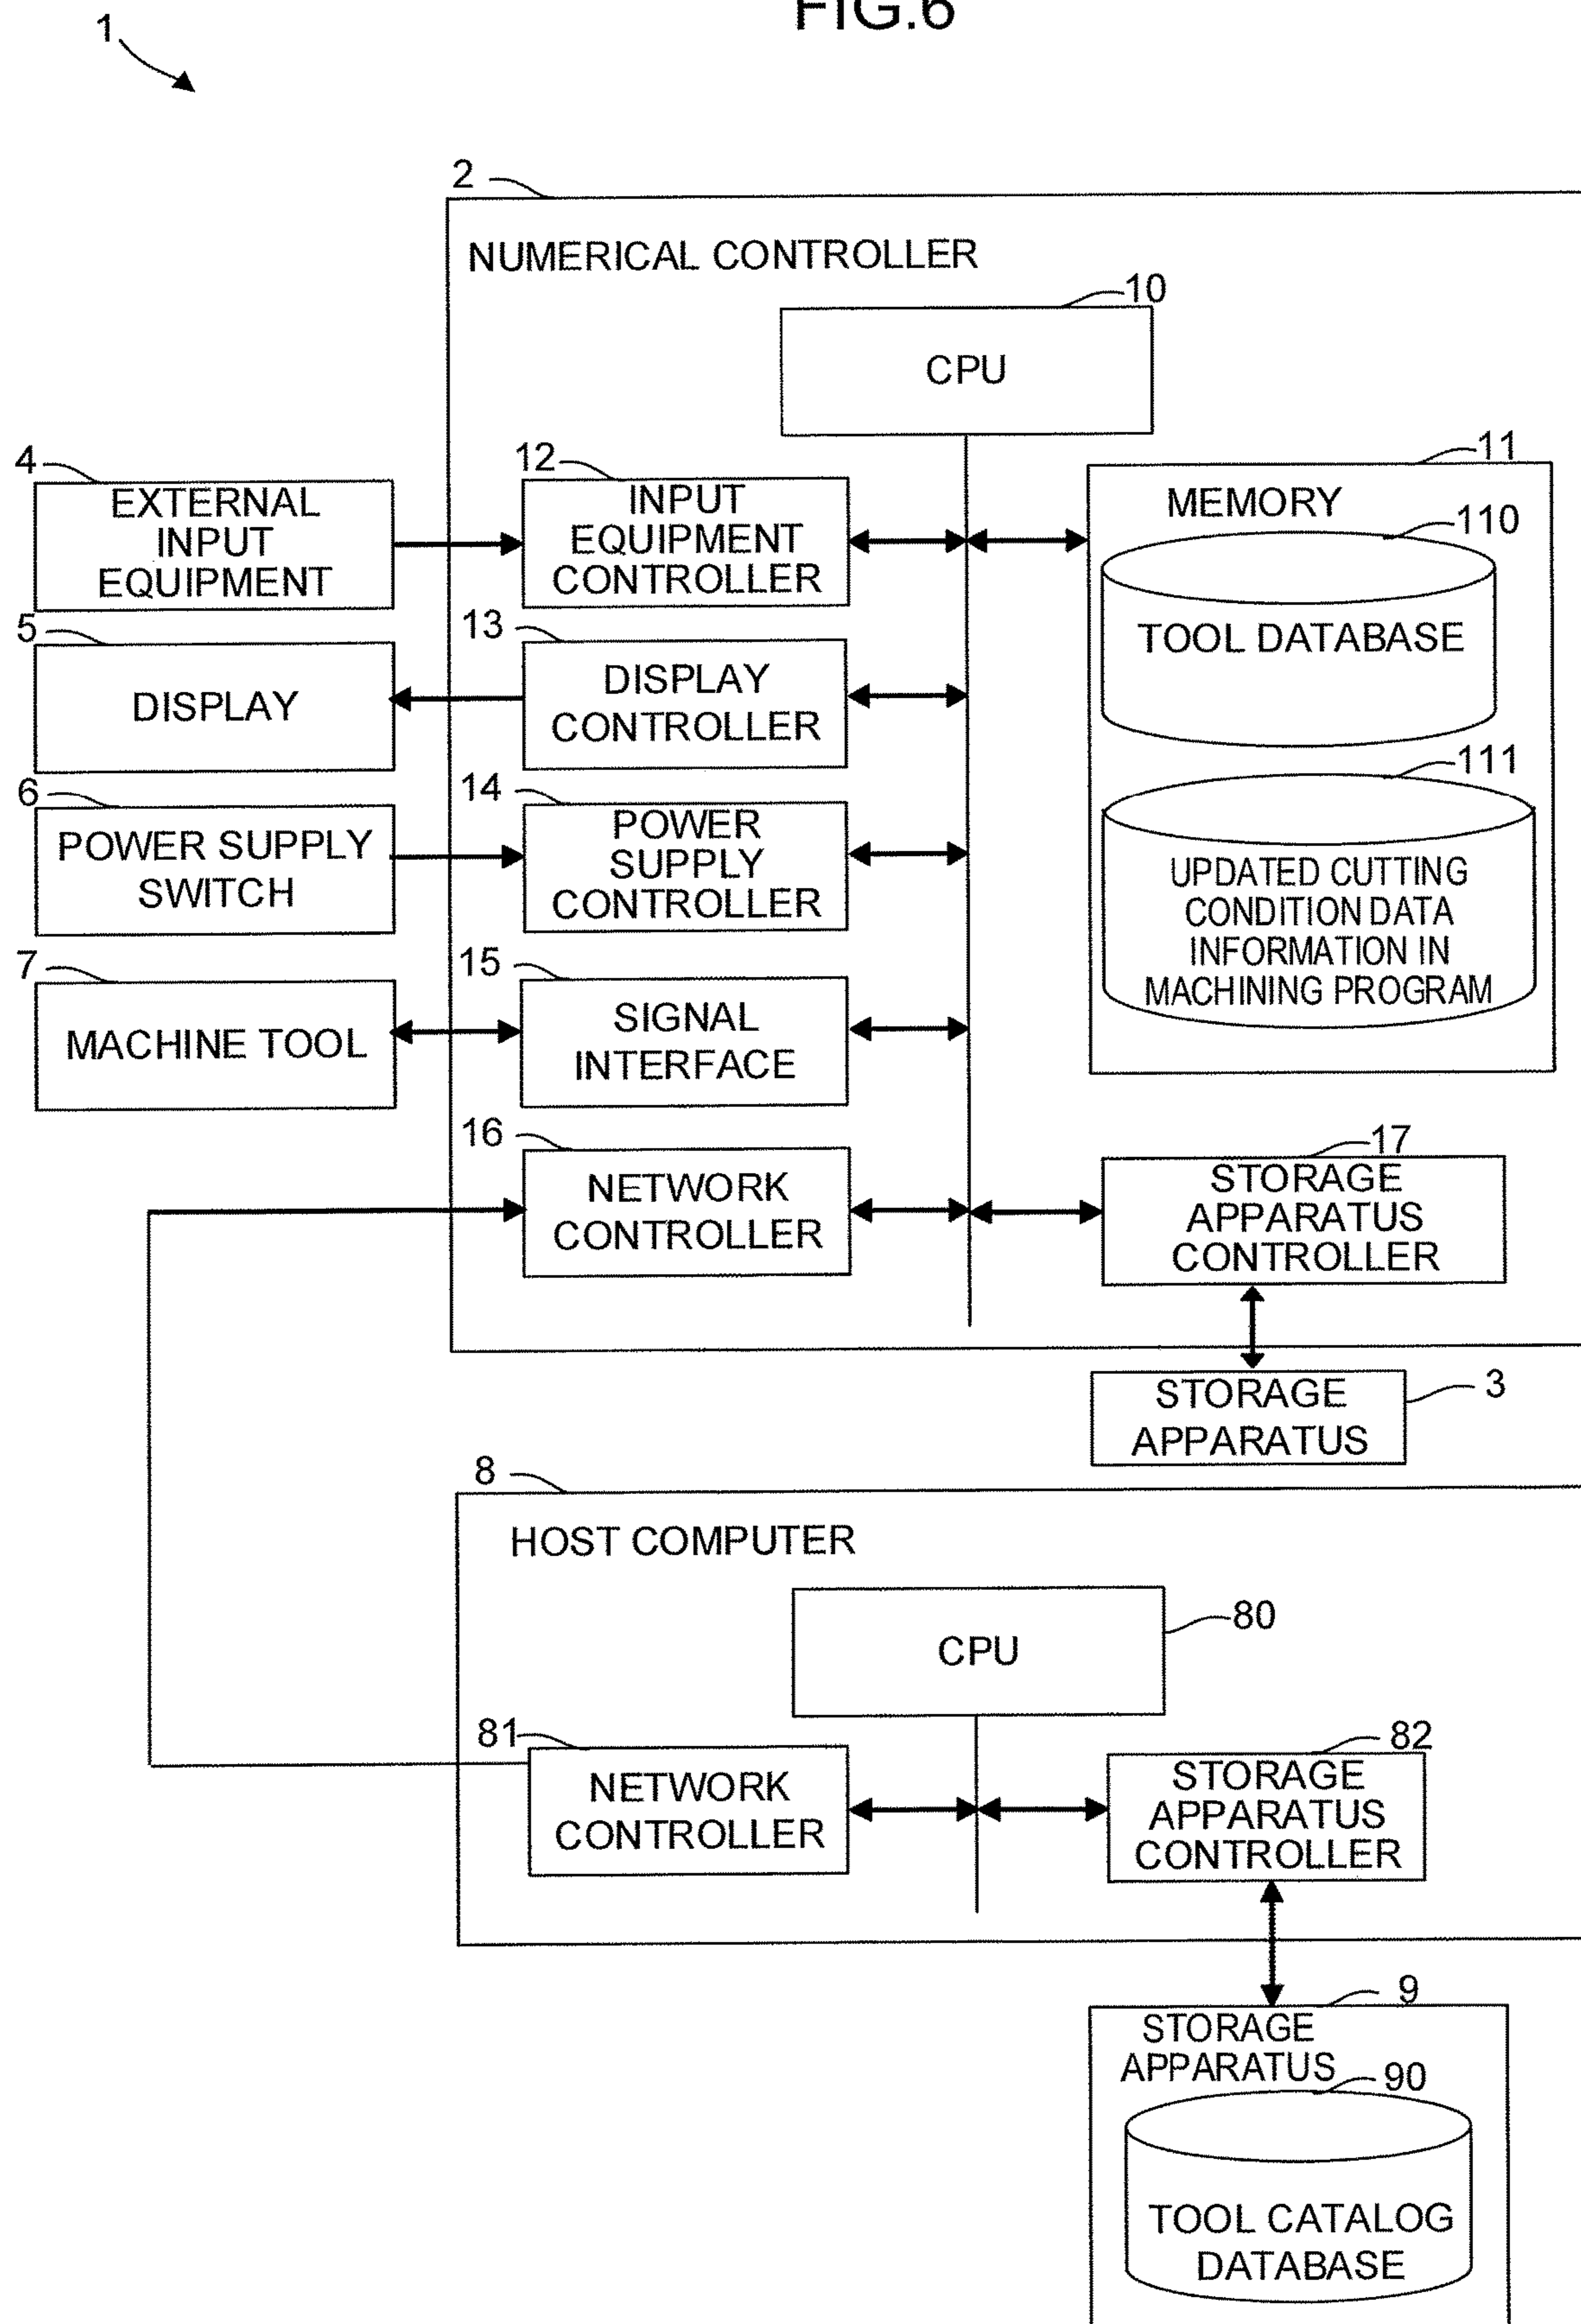 FIG.6
1
2
NUMERICAL CONTROLLER
10
CPU
4
EXTERNAL
INPUT
EQUIPMENT
12
INPUT
EQUIPMENT
CONTROLLER
11
MEMORY
110
TOOL DATABASE
5
DISPLAY
13
DISPLAY
CONTROLLER
6
POWER SUPPLY
SWITCH
14
POWER
SUPPLY
CONTROLLER
111
UPDATED CUTTING
CONDITION DATA
INFORMATION IN
MACHINING PROGRAM
7
MACHINE TOOL
15
SIGNAL
INTERFACE
16
NETWORK
CONTROLLER
17
STORAGE
APPARATUS
CONTROLLER
3
STORAGE
APPARATUS
8
HOST COMPUTER
80
CPU
81
NETWORK
CONTROLLER
82
STORAGE
APPARATUS
CONTROLLER
9
STORAGE
APPARATUS
90
TOOL CATALOG
DATABASE